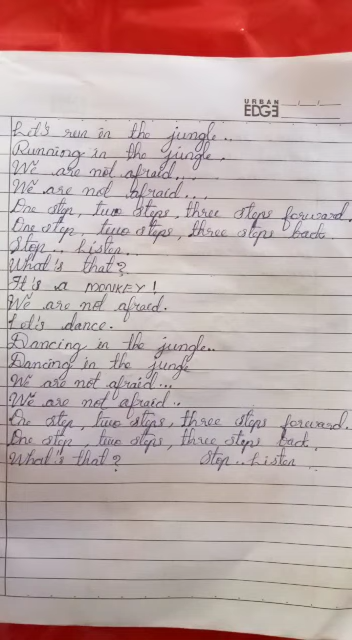 URBAN
EDGE
Let's run in the jungle..
Running in the jungle.
We are not afraid...
We are not afraid...
One step, two steps, three steps forward.
One step, two steps, three steps back.
Stop.. Listen..
What's that?
It's a MONKEY!
We are not afraid.
Let's dance.
Dancing in the jungle..
Dancing in the junge
We are not afraid...
We are not afraid..
One step, two steps, three steps forward.
One step, two steps, three steps back.
What's that? Stop.. Listen